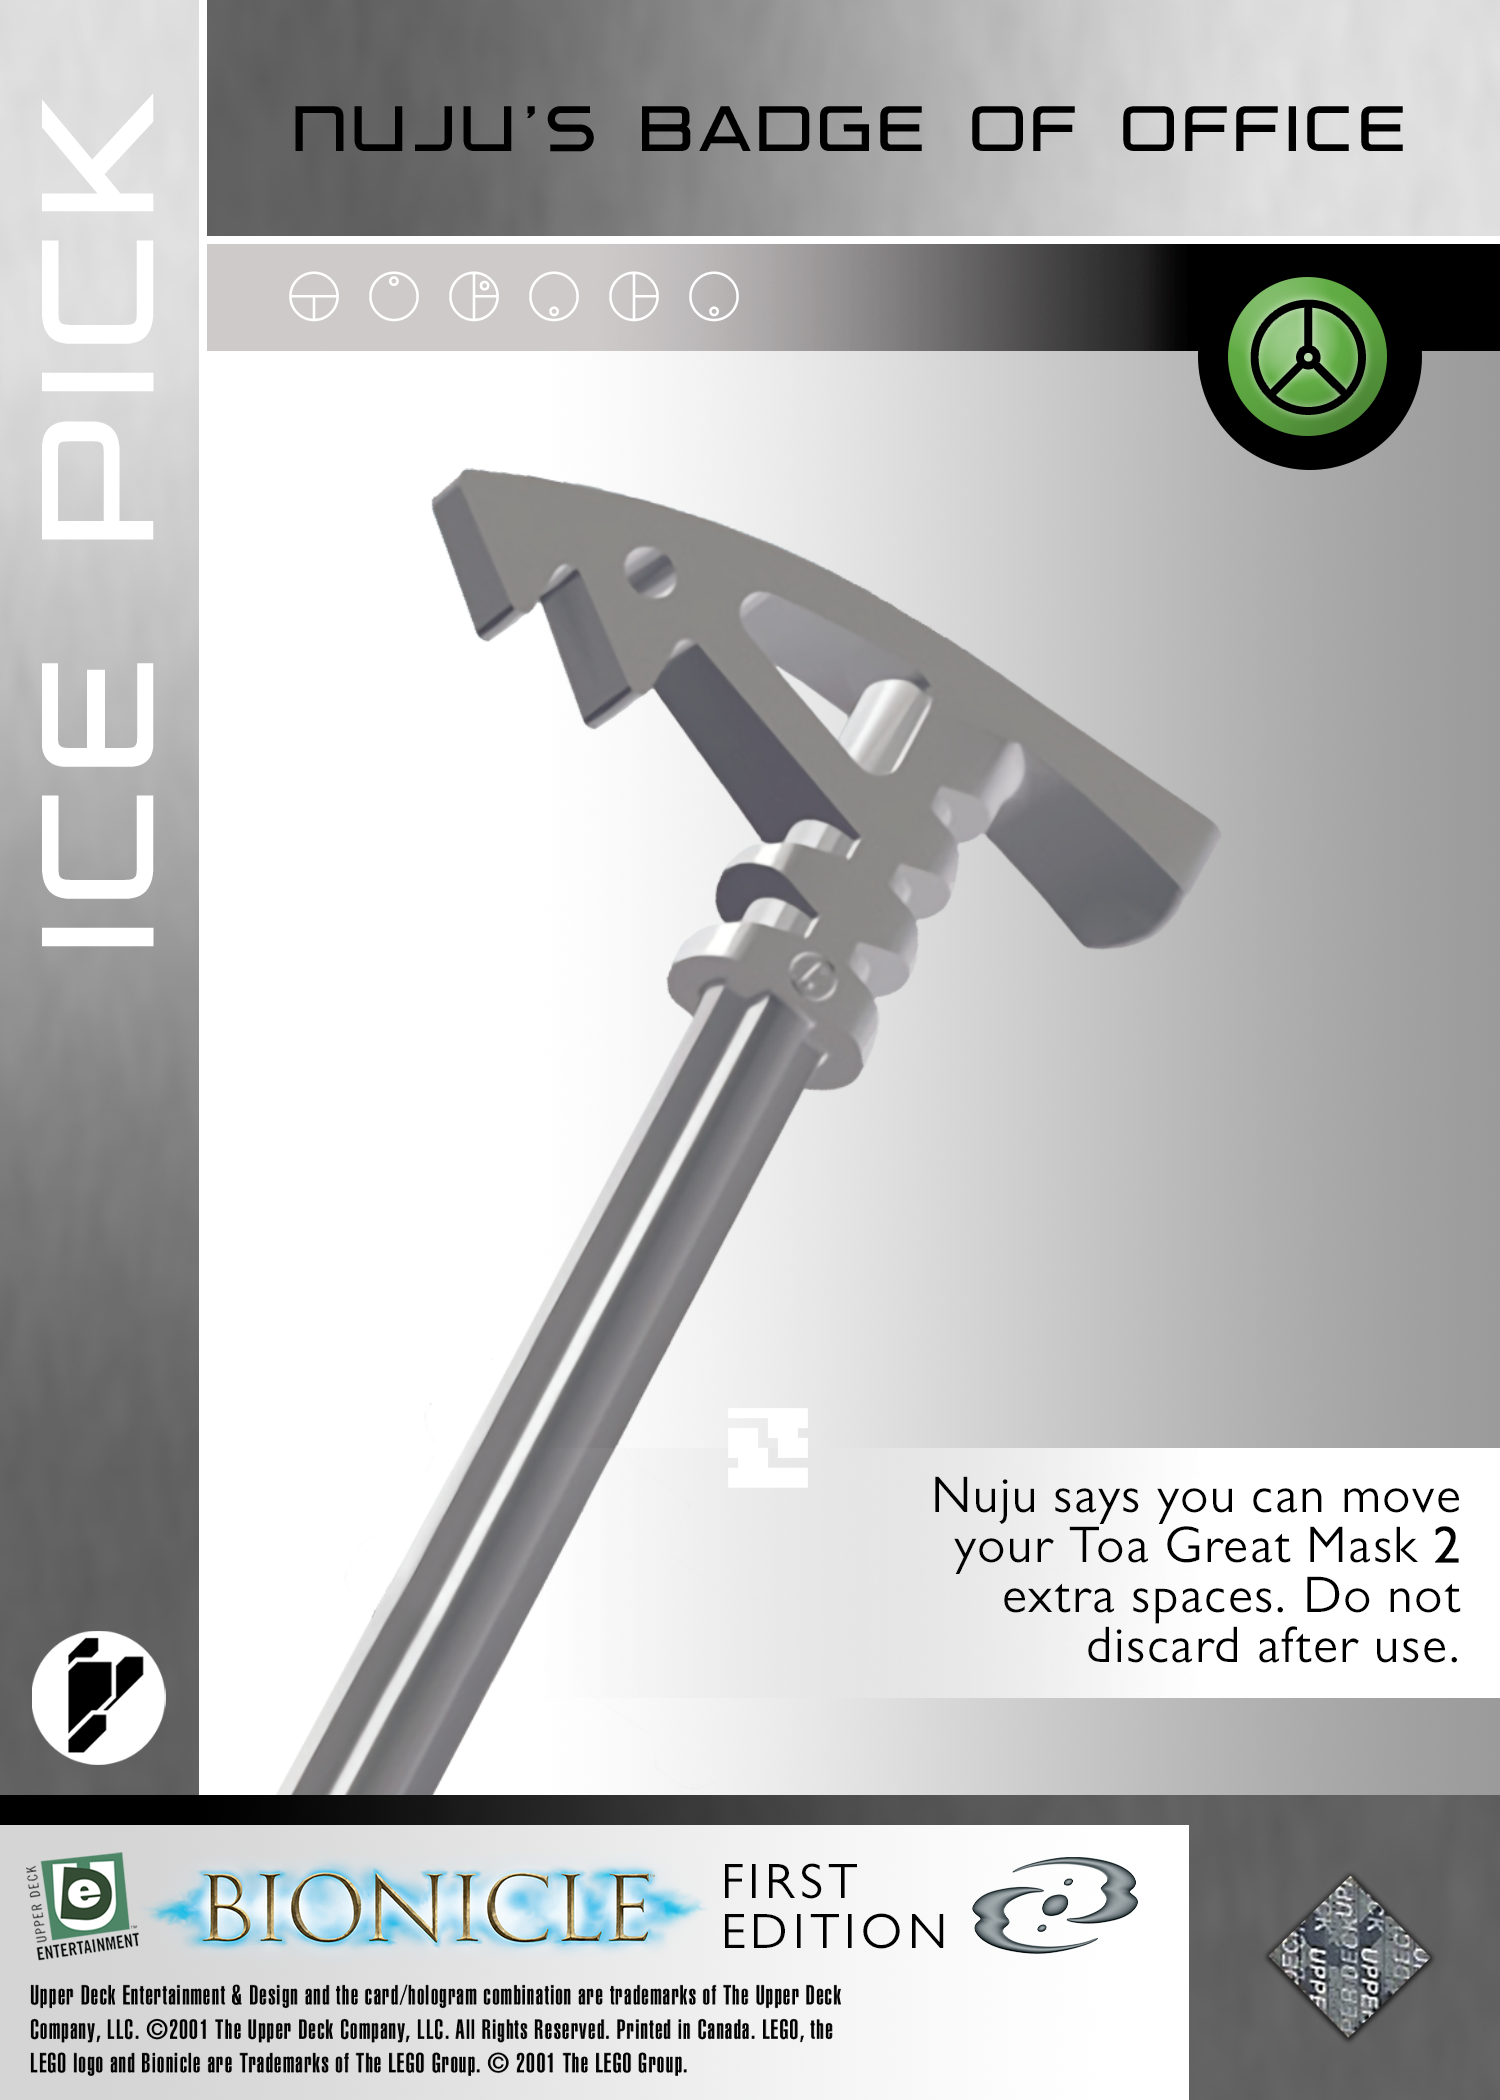 NUJU'S BADGE OF OFFICE
ICE PICK
Nuju says you can move
your Toa Great Mask 2
extra spaces. Do not
discard after use.
UPPER DECK
e
ENTERTAINMENT
BIONICLE
FIRST
EDITION
Upper Deck Entertainment & Design and the card/hologram combination are trademarks of The Upper Deck
Company, LLC. ©2001 The Upper Deck Company, LLC. All Rights Reserved. Printed in Canada. LEGO, the
LEGO logo and Bionicle are Trademarks of The LEGO Group. © 2001 The LEGO Group.